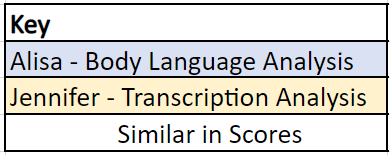 Key
Alisa - Body Language Analysis
Jennifer - Transcription Analysis
Similar in Scores